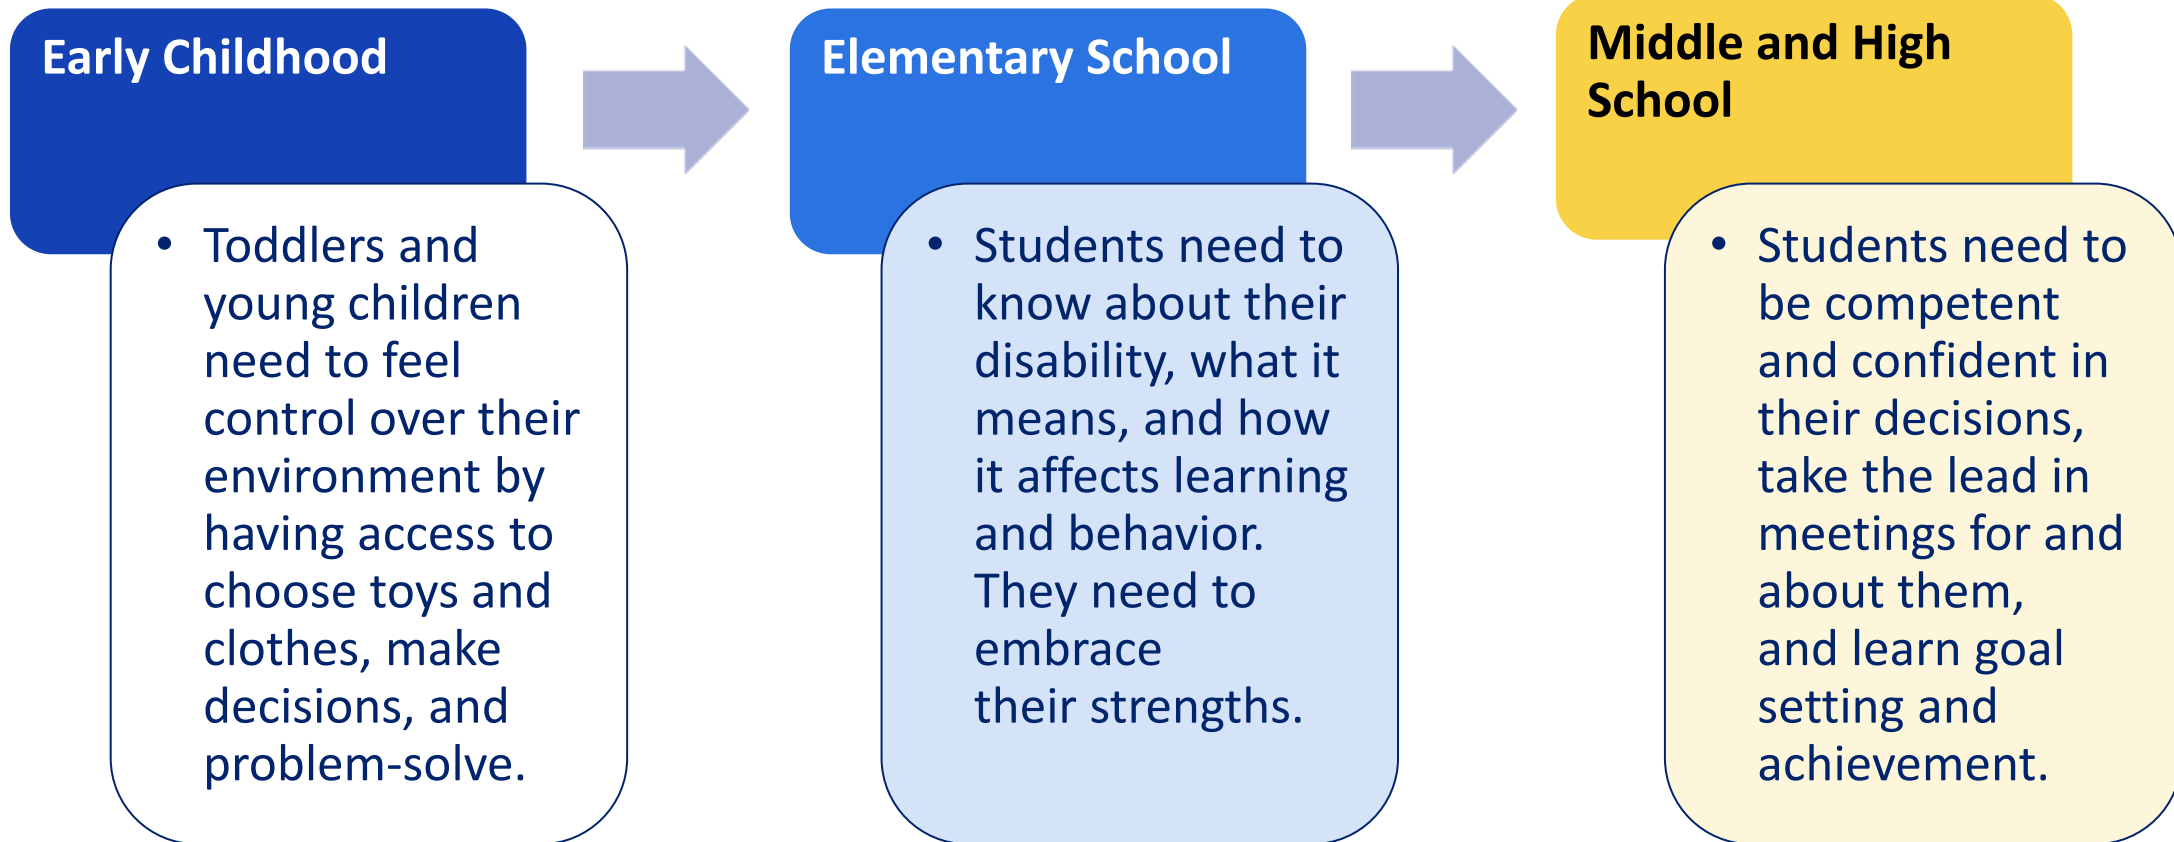 Early Childhood
• Toddlers and
young children
need to feel
control over their
environment by
having access to
choose toys and
clothes, make
decisions, and
problem-solve.
Elementary School
• Students need to
know about their
disability, what it
means, and how
it affects learning
and behavior.
They need to
embrace
their strengths.
Middle and High
School
• Students need to
be competent
and confident in
their decisions,
take the lead in
meetings for and
about them,
and learn goal
setting and
achievement.